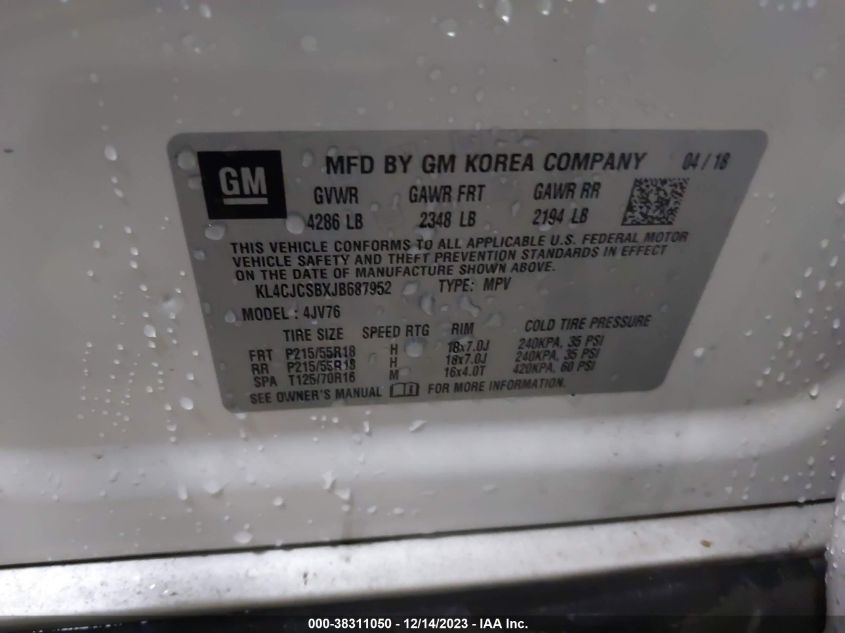 GM MFD BY GM KOREA COMPANY 04 / 18
GVWR GAWR FRT GAWR RR
4286 LB 2348 LB 2194 LB
THIS VEHICLE CONFORMS TO ALL APPLICABLE U.S. FEDERAL MOTOR
VEHICLE SAFETY AND THEFT PREVENTION STANDARDS IN EFFECT
ON THE DATE OF MANUFACTURE SHOWN ABOVE.
KL4CJCSBXJB687952 TYPE: MPV
MODEL : 4JV76
TIRE SIZE SPEED RTG RIM COLD TIRE PRESSURE
FRT P215/55R18 H 18x7.0J 240KPA, 35 PSI
RR P215/55R18 H 18x7.0J 240KPA, 35 PSI
SPA T125/70R16 M 16x4.0T 420KPA, 60 PSI
SEE OWNER'S MANUAL FOR MORE INFORMATION.
000-38311050 - 12/14/2023 - IAA Inc.